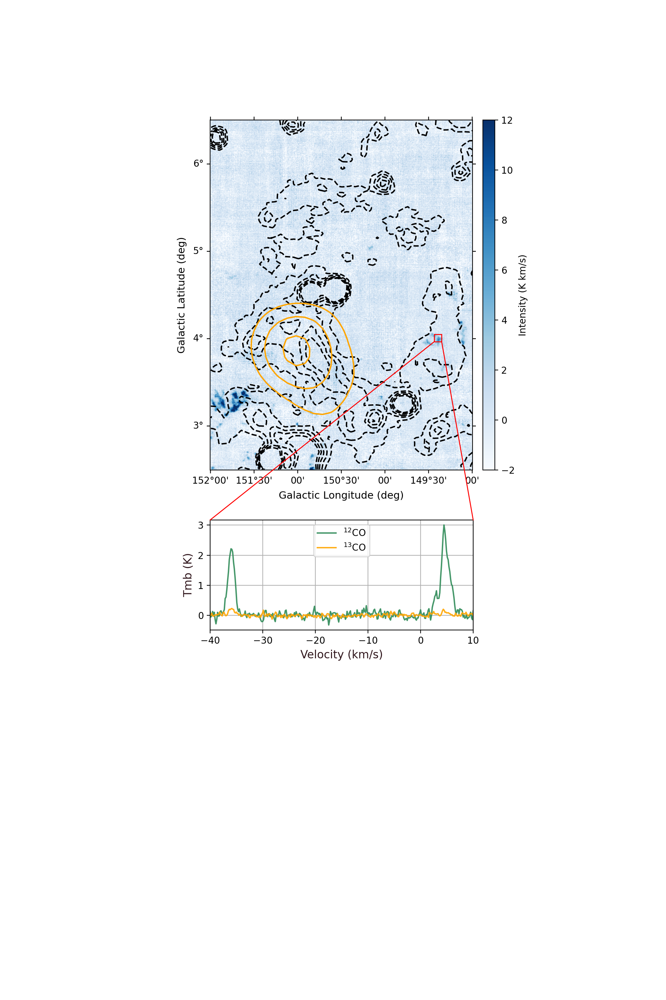 12
6°
10
8
5°
Galactic Latitude (deg)
6
Intensity (K km/s)
4°
4
2
0
3°
−2
152°00' 151°30' 00' 150°30' 00' 149°30' 00'
Galactic Longitude (deg)
3
¹²CO
¹³CO
2
Tmb (K)
1
0
−40 −30 −20 −10 0 10
Velocity (km/s)